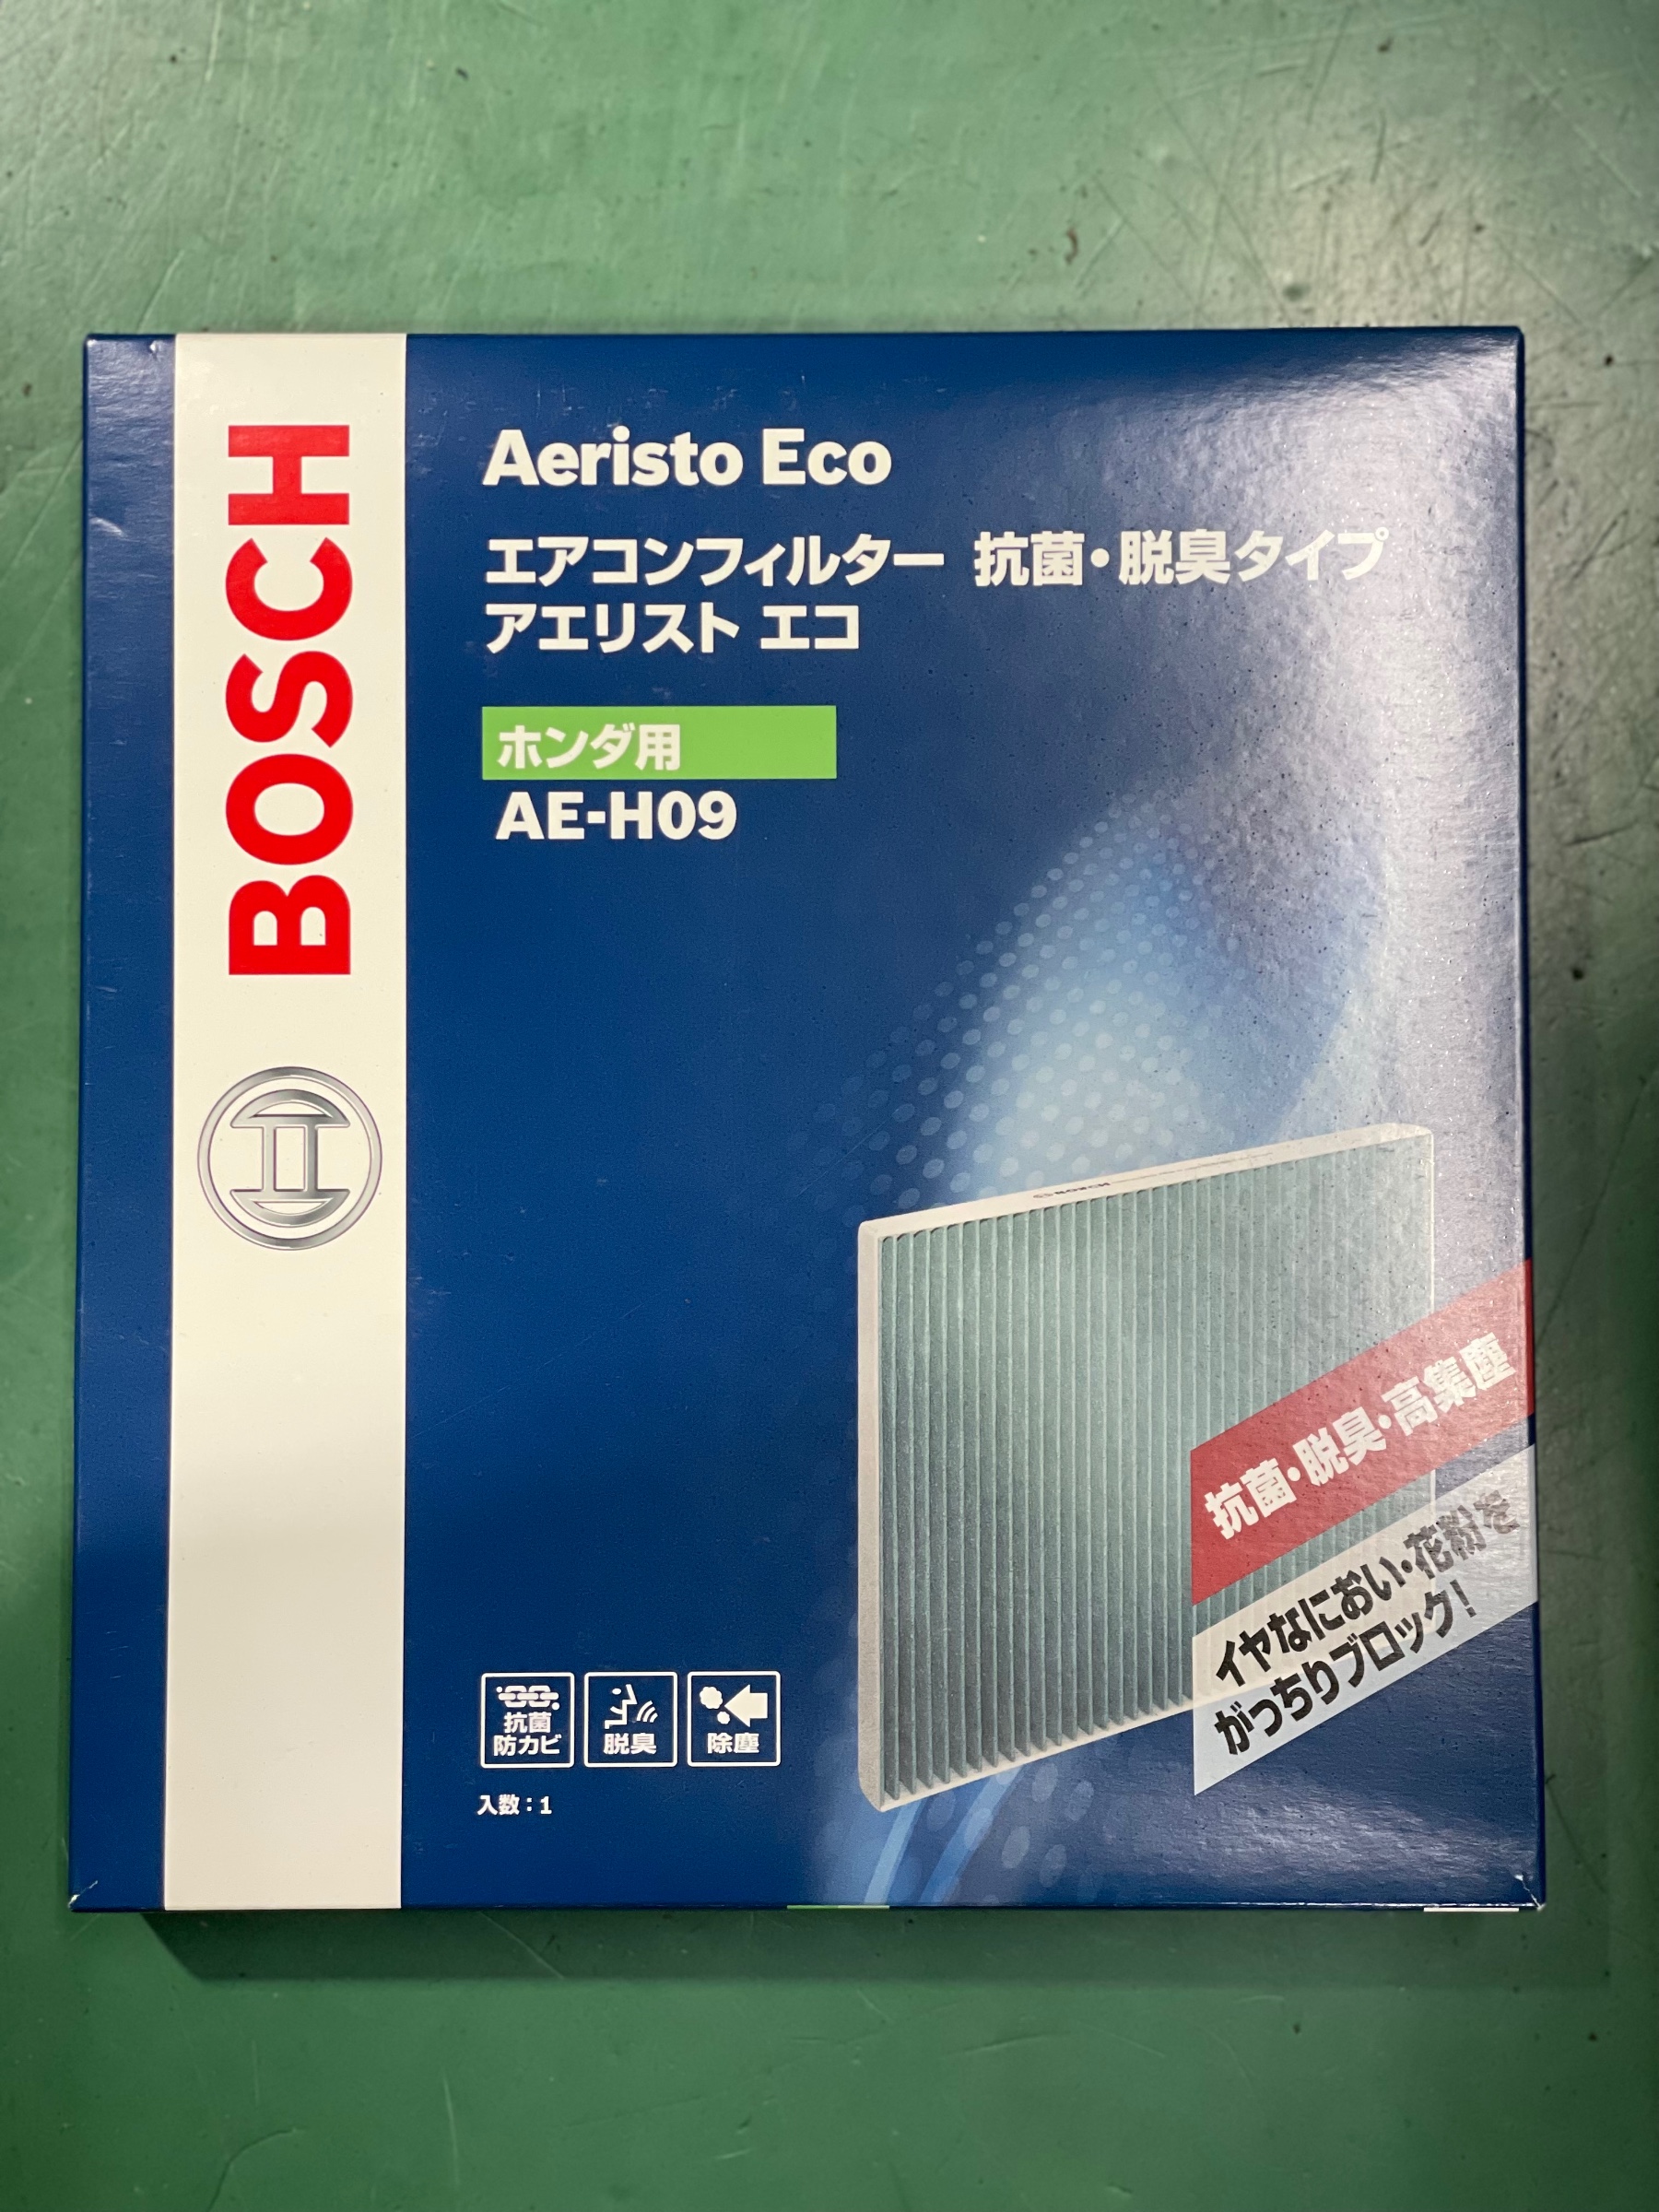 BOSCH
Aeristo Eco
エアコンフィルター 抗菌・脱臭タイプ
アエリスト エコ
ホンダ用
AE-H09
抗菌・脱臭・高集塵
イヤなにおい・花粉を
がっちりブロック!
抗菌
防カビ
脱臭
除塵
入数:1